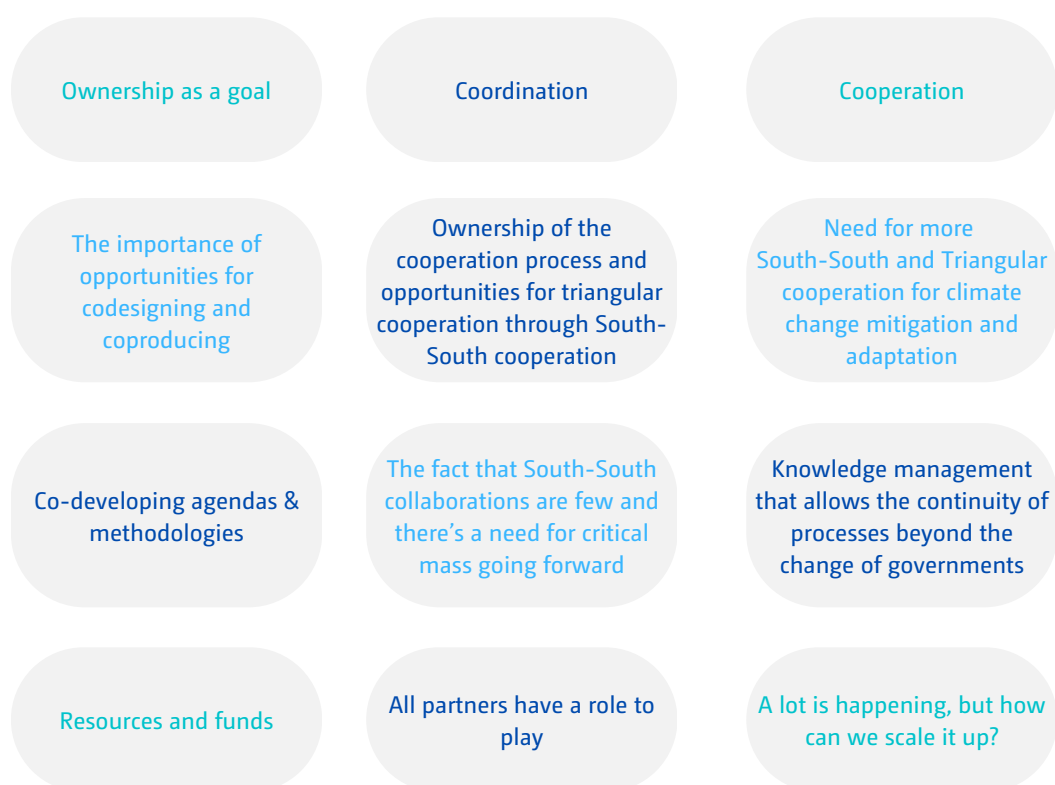 Ownership as a goal
Coordination
Cooperation
The importance of
opportunities for
codesigning and
coproducing
Ownership of the
cooperation process and
opportunities for triangular
cooperation through South-
South cooperation
Need for more
South-South and Triangular
cooperation for climate
change mitigation and
adaptation
Co-developing agendas &
methodologies
The fact that South-South
collaborations are few and
there's a need for critical
mass going forward
Knowledge management
that allows the continuity of
processes beyond the
change of governments
Resources and funds
All partners have a role to
play
A lot is happening, but how
can we scale it up?